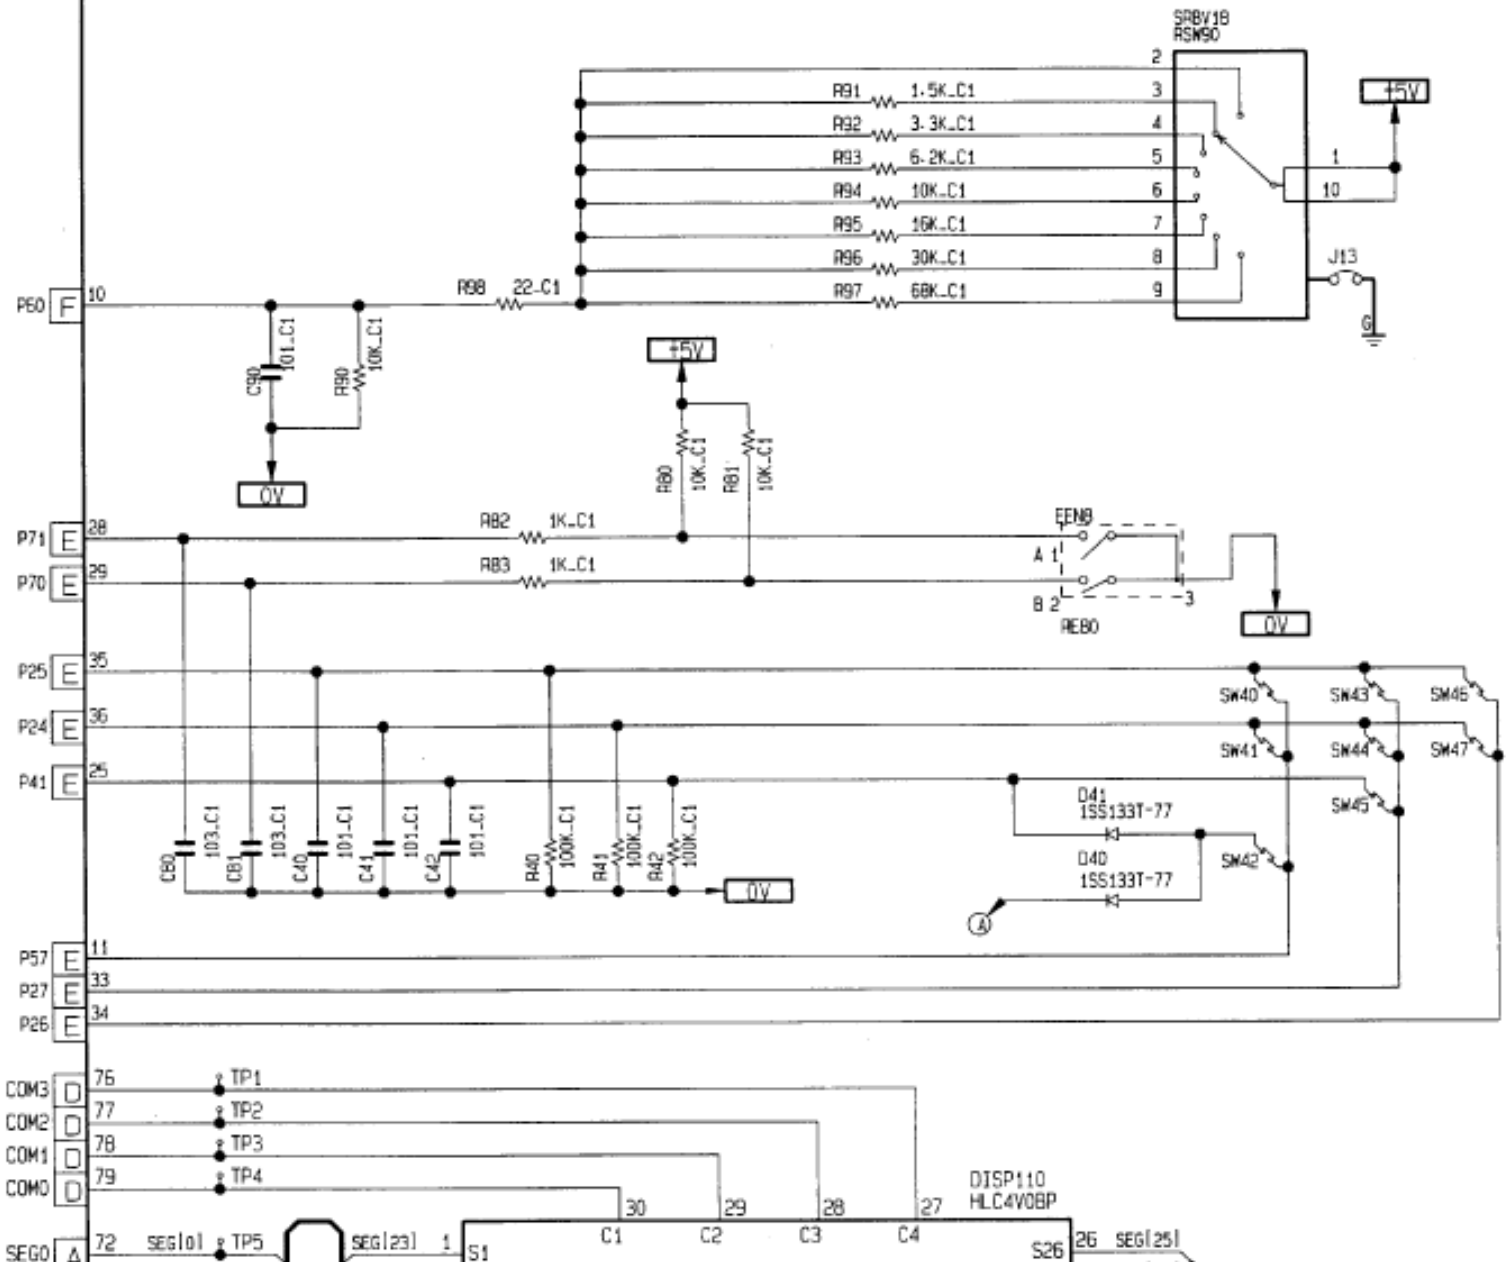 SRBV18
RSW90
2
R91 1.5K_C1 3
+5V
R92 3.3K_C1 4
R93 6.2K_C1 5
1
R94 10K_C1 6
10
R95 16K_C1 7
R96 30K_C1 8
J13
R97 68K_C1 9
G
P60 F 10
R98 22_C1
C90 101_C1
R90 10K_C1
0V
+5V
R80 10K_C1
R81 10K_C1
P71 E 28
R82 1K_C1
EEN8
A 1
P70 E 29
R83 1K_C1
B 2
3
REB0
0V
P25 E 35
SW40 SW43 SW46
P24 E 36
SW41 SW44 SW47
P41 E 25
D41
1SS133T-77
SW45
C80 103_C1
C81 103_C1
C40 101_C1
C41 101_C1
C42 101_C1
R40 100K_C1
R41 100K_C1
R42 100K_C1
D40
1SS133T-77
SW42
0V
A
P57 E 11
P27 E 33
P26 E 34
COM3 D 76 TP1
COM2 D 77 TP2
COM1 D 78 TP3
COM0 D 79 TP4
DISP110
HLC4V08P
30 29 28 27
C1 C2 C3 C4
SEG0 A 72 SEG[0] TP5 SEG[23] 1 S1
S26 26 SEG[25]